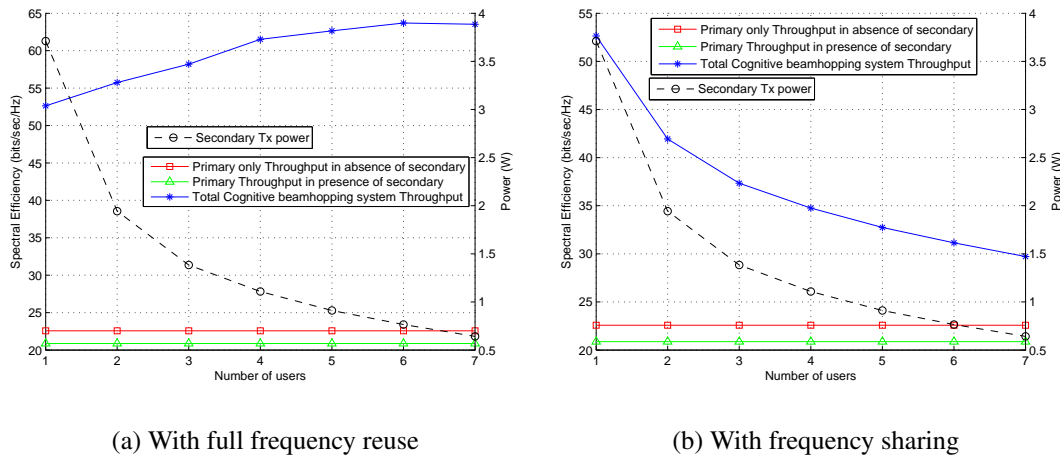 65
60
55
50
45
40
35
30
25
20
Spectral Efficiency (bits/sec/Hz)
4
3.5
3
2.5
2
1.5
1
0.5
Power (W)
Secondary Tx power
Primary only Throughput in absence of secondary
Primary Throughput in presence of secondary
Total Cognitive beamhopping system Throughput
1 2 3 4 5 6 7
Number of users
(a) With full frequency reuse
55
50
45
40
35
30
25
20
Spectral Efficiency (bits/sec/Hz)
4
3.5
3
2.5
2
1.5
1
0.5
Power (W)
Primary only Throughput in absence of secondary
Primary Throughput in presence of secondary
Total Cognitive beamhopping system Throughput
Secondary Tx power
1 2 3 4 5 6 7
Number of users
(b) With frequency sharing